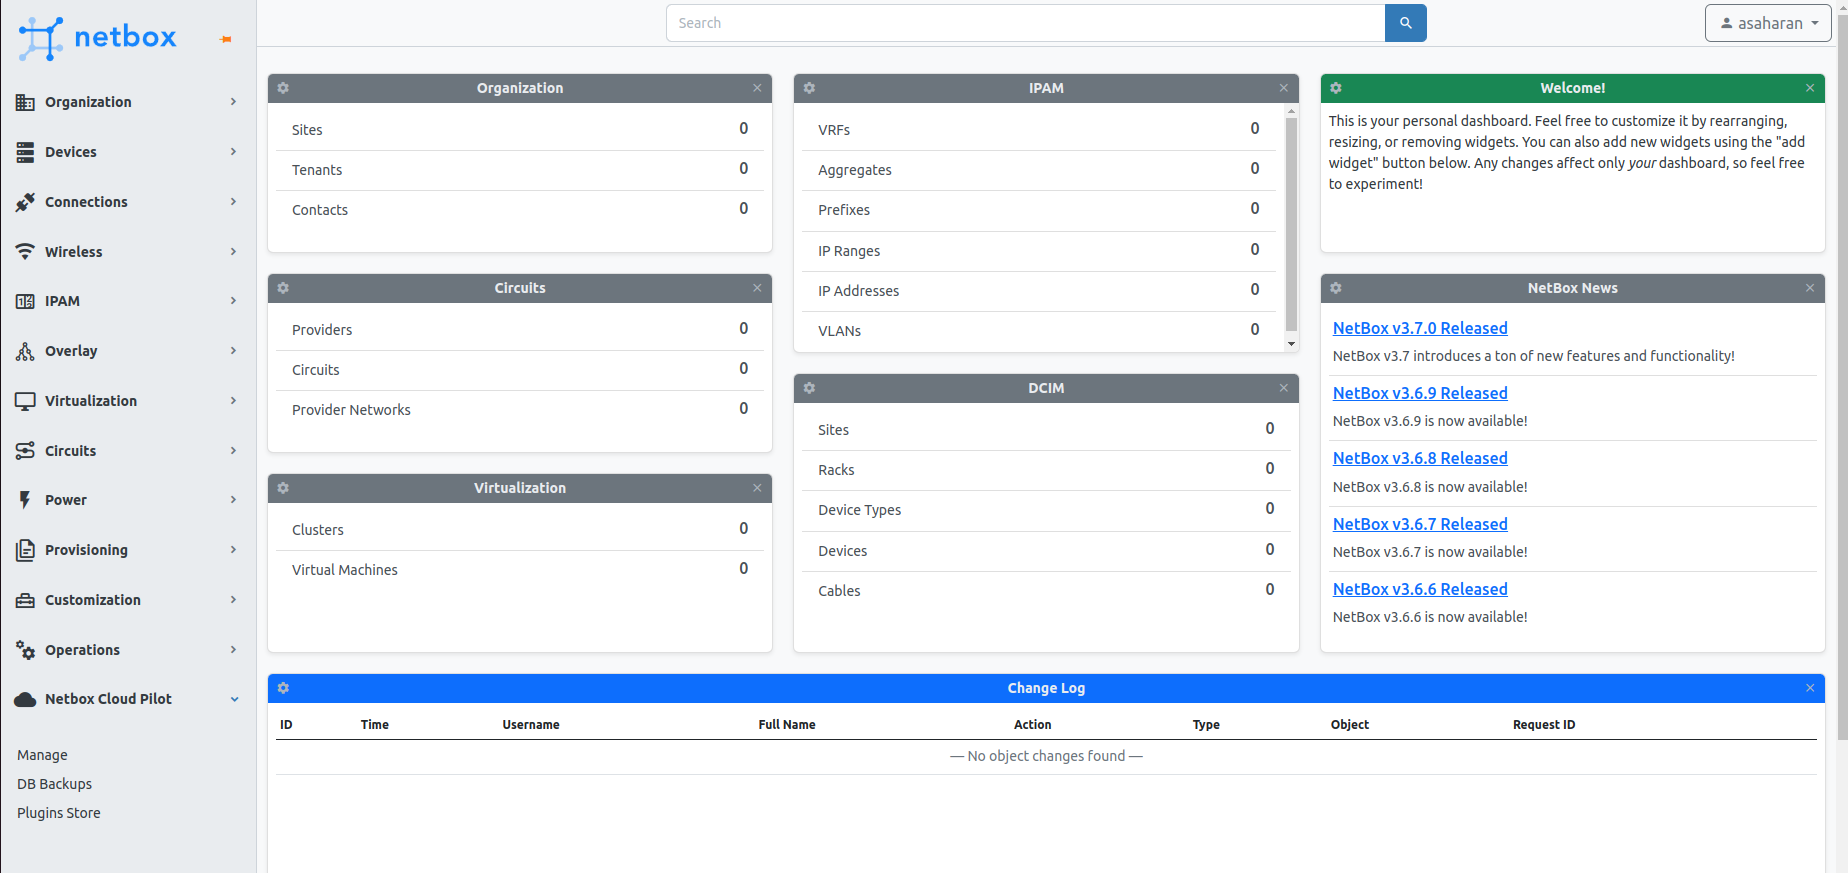 netbox
Organization
Devices
Connections
Wireless
IPAM
Overlay
Virtualization
Circuits
Power
Provisioning
Customization
Operations
Netbox Cloud Pilot
Manage
DB Backups
Plugins Store
Search
asaharan
Organization
Sites 0
Tenants 0
Contacts 0
Circuits
Providers 0
Circuits 0
Provider Networks 0
Virtualization
Clusters 0
Virtual Machines 0
IPAM
VRFs 0
Aggregates 0
Prefixes 0
IP Ranges 0
IP Addresses 0
VLANs 0
DCIM
Sites 0
Racks 0
Device Types 0
Devices 0
Cables 0
Welcome!
This is your personal dashboard. Feel free to customize it by rearranging,
resizing, or removing widgets. You can also add new widgets using the "add
widget" button below. Any changes affect only your dashboard, so feel free
to experiment!
NetBox News
NetBox v3.7.0 Released
NetBox v3.7 introduces a ton of new features and functionality!
NetBox v3.6.9 Released
NetBox v3.6.9 is now available!
NetBox v3.6.8 Released
NetBox v3.6.8 is now available!
NetBox v3.6.7 Released
NetBox v3.6.7 is now available!
NetBox v3.6.6 Released
NetBox v3.6.6 is now available!
Change Log
ID Time Username Full Name Action Type Object Request ID
— No object changes found —